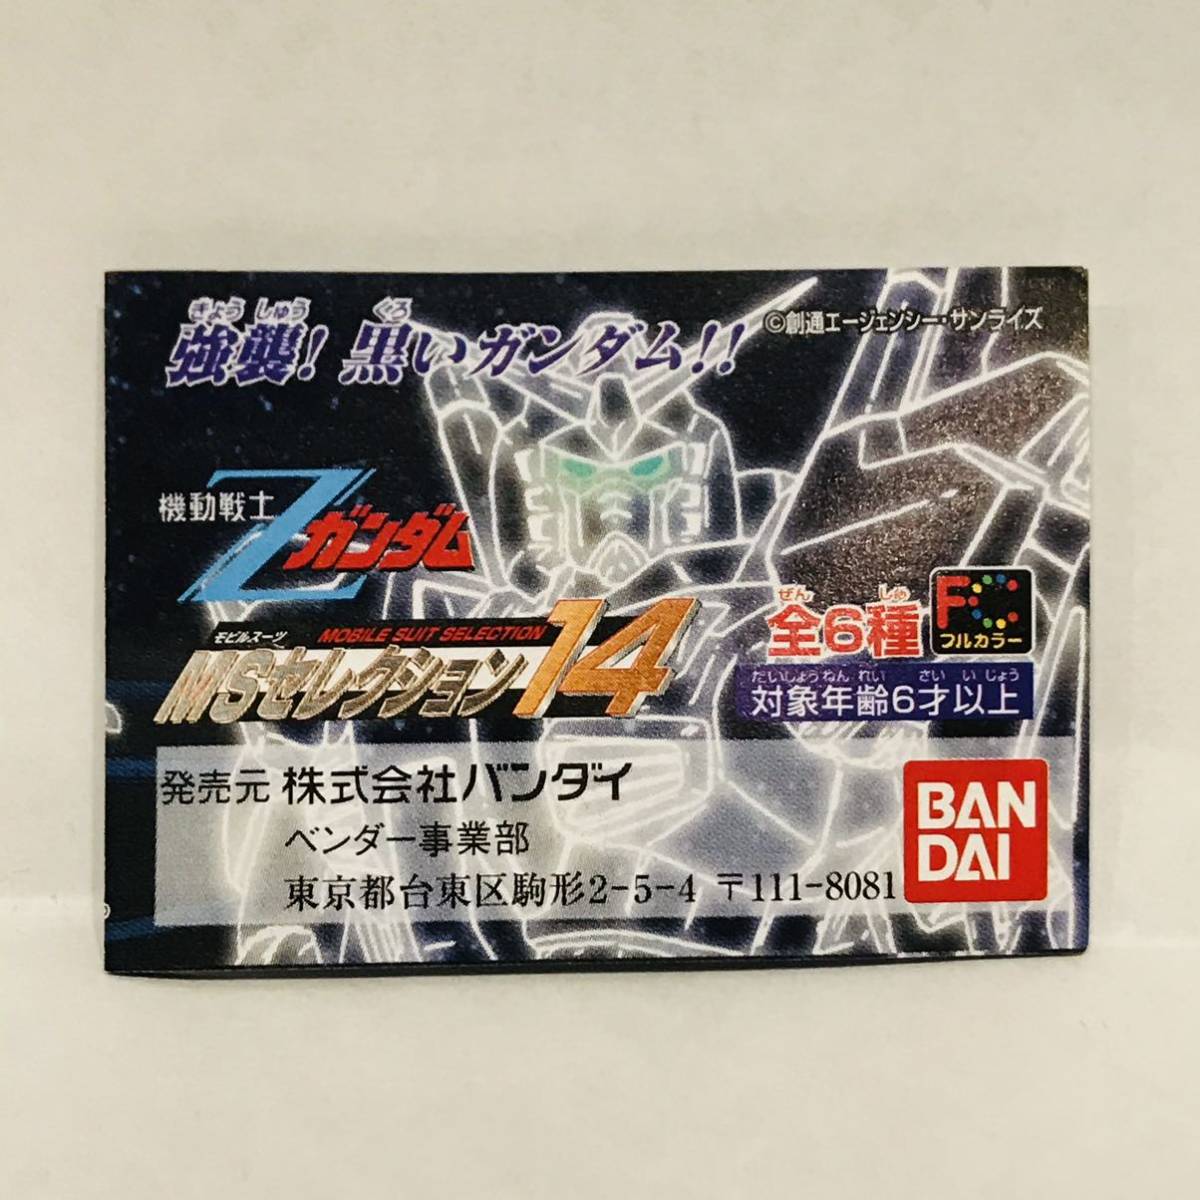 きょうしゅう くろ
強襲! 黒いガンダム!!
©創通エージェンシー・サンライズ
機動戦士Zガンダム
モビルスーツ MOBILE SUIT SELECTION
MSセレクション14
ぜん しゅ
全6種
FC
フルカラー
たいしょうねんれい さいいじょう
対象年齢6才以上
発売元 株式会社バンダイ
ベンダー事業部
東京都台東区駒形2-5-4 〒111-8081
BAN
DAI